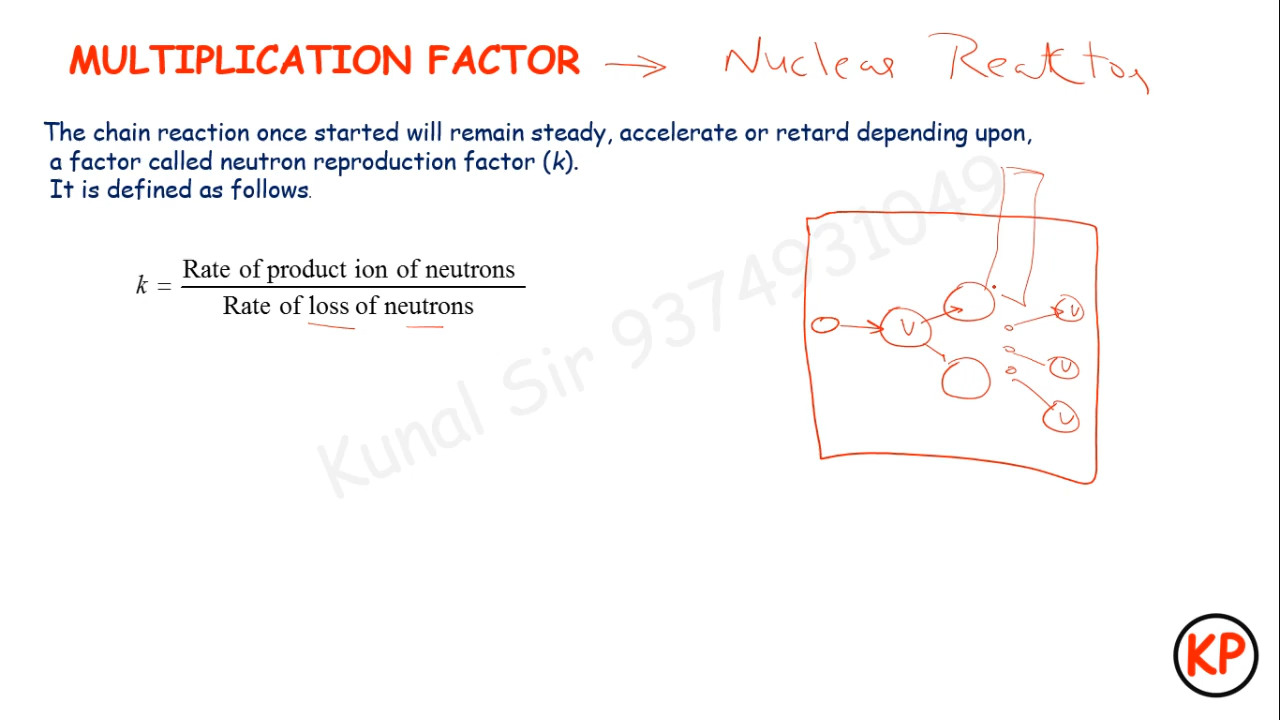 MULTIPLICATION FACTOR → Nuclear Reaktor
The chain reaction once started will remain steady, accelerate or retard depending upon,
a factor called neutron reproduction factor (k).
It is defined as follows.
k = Rate of product ion of neutrons
Rate of loss of neutrons
U
U
U
U
Kunal Sir 9374931049
KP